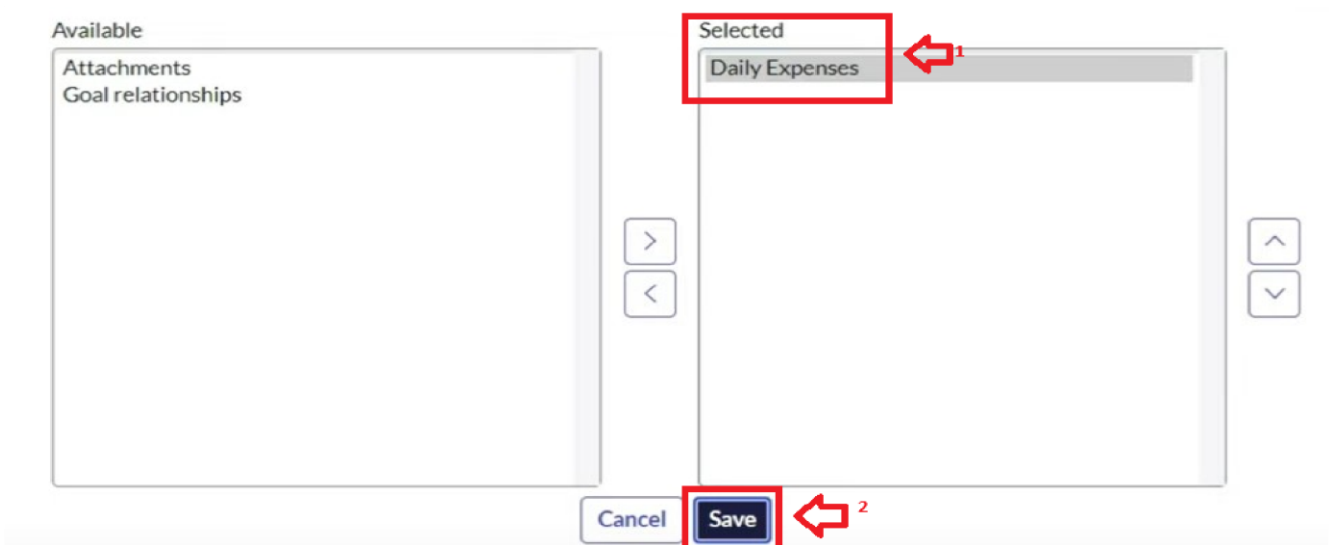 Available
Attachments
Goal relationships
Selected
Daily Expenses
1
>
<
Cancel
Save
2